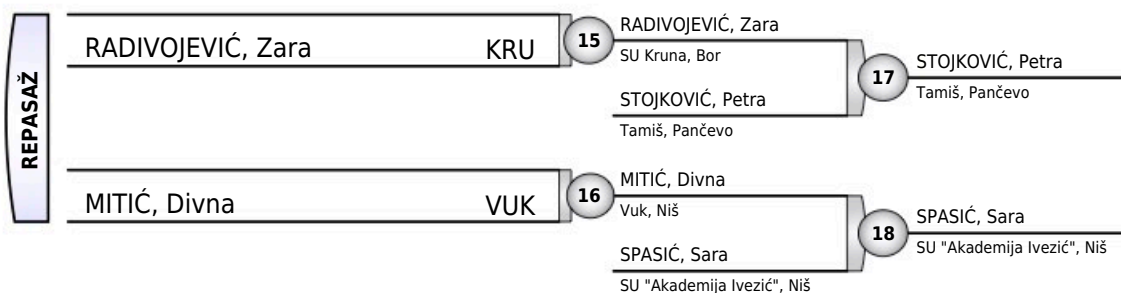 REPASAŽ
RADIVOJEVIĆ, Zara KRU
15
RADIVOJEVIĆ, Zara
SU Kruna, Bor
STOJKOVIĆ, Petra
Tamiš, Pančevo
17
STOJKOVIĆ, Petra
Tamiš, Pančevo
MITIĆ, Divna VUK
16
MITIĆ, Divna
Vuk, Niš
SPASIĆ, Sara
SU "Akademija Ivezić", Niš
18
SPASIĆ, Sara
SU "Akademija Ivezić", Niš